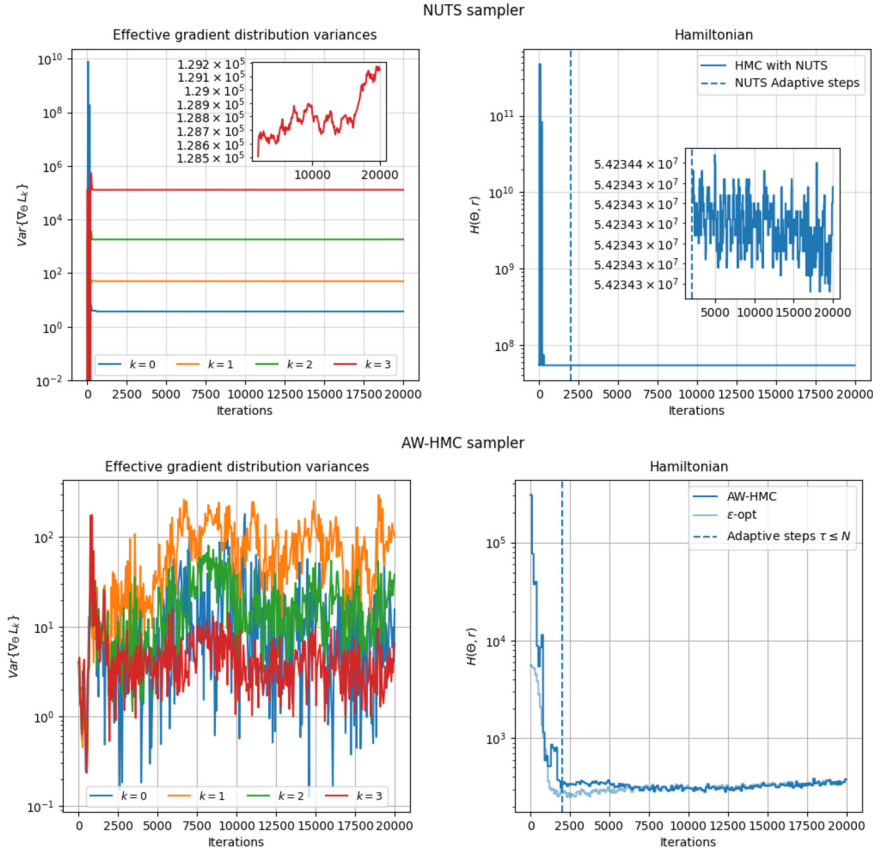 NUTS sampler
Effective gradient distribution variances
Var{∇_Θ L_k}
10^10
10^8
10^6
10^4
10^2
10^0
10^−2
1.292 × 10^5
1.291 × 10^5
1.29 × 10^5
1.289 × 10^5
1.288 × 10^5
1.287 × 10^5
1.286 × 10^5
1.285 × 10^5
10000 20000
k = 0 k = 1 k = 2 k = 3
0 2500 5000 7500 10000 12500 15000 17500 20000
Iterations
Hamiltonian
H(Θ, r)
10^11
10^10
10^9
10^8
HMC with NUTS
NUTS Adaptive steps
5.42344 × 10^7
5.42343 × 10^7
5.42343 × 10^7
5.42343 × 10^7
5.42343 × 10^7
5.42343 × 10^7
5.42343 × 10^7
5000 10000 15000 20000
0 2500 5000 7500 10000 12500 15000 17500 20000
Iterations
AW-HMC sampler
Effective gradient distribution variances
Var{∇_Θ L_k}
10^2
10^1
10^0
10^−1
k = 0 k = 1 k = 2 k = 3
0 2500 5000 7500 10000 12500 15000 17500 20000
Iterations
Hamiltonian
H(Θ, r)
10^5
10^4
10^3
AW-HMC
ε-opt
Adaptive steps τ ≤ N
0 2500 5000 7500 10000 12500 15000 17500 20000
Iterations